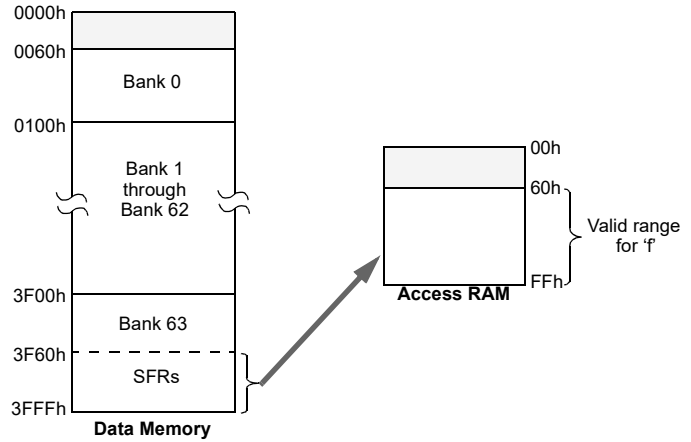 0000h
0060h
Bank 0
0100h
Bank 1
through
Bank 62
3F00h
Bank 63
3F60h
SFRs
3FFFh
Data Memory
00h
60h
Valid range
for ‘f’
FFh
Access RAM